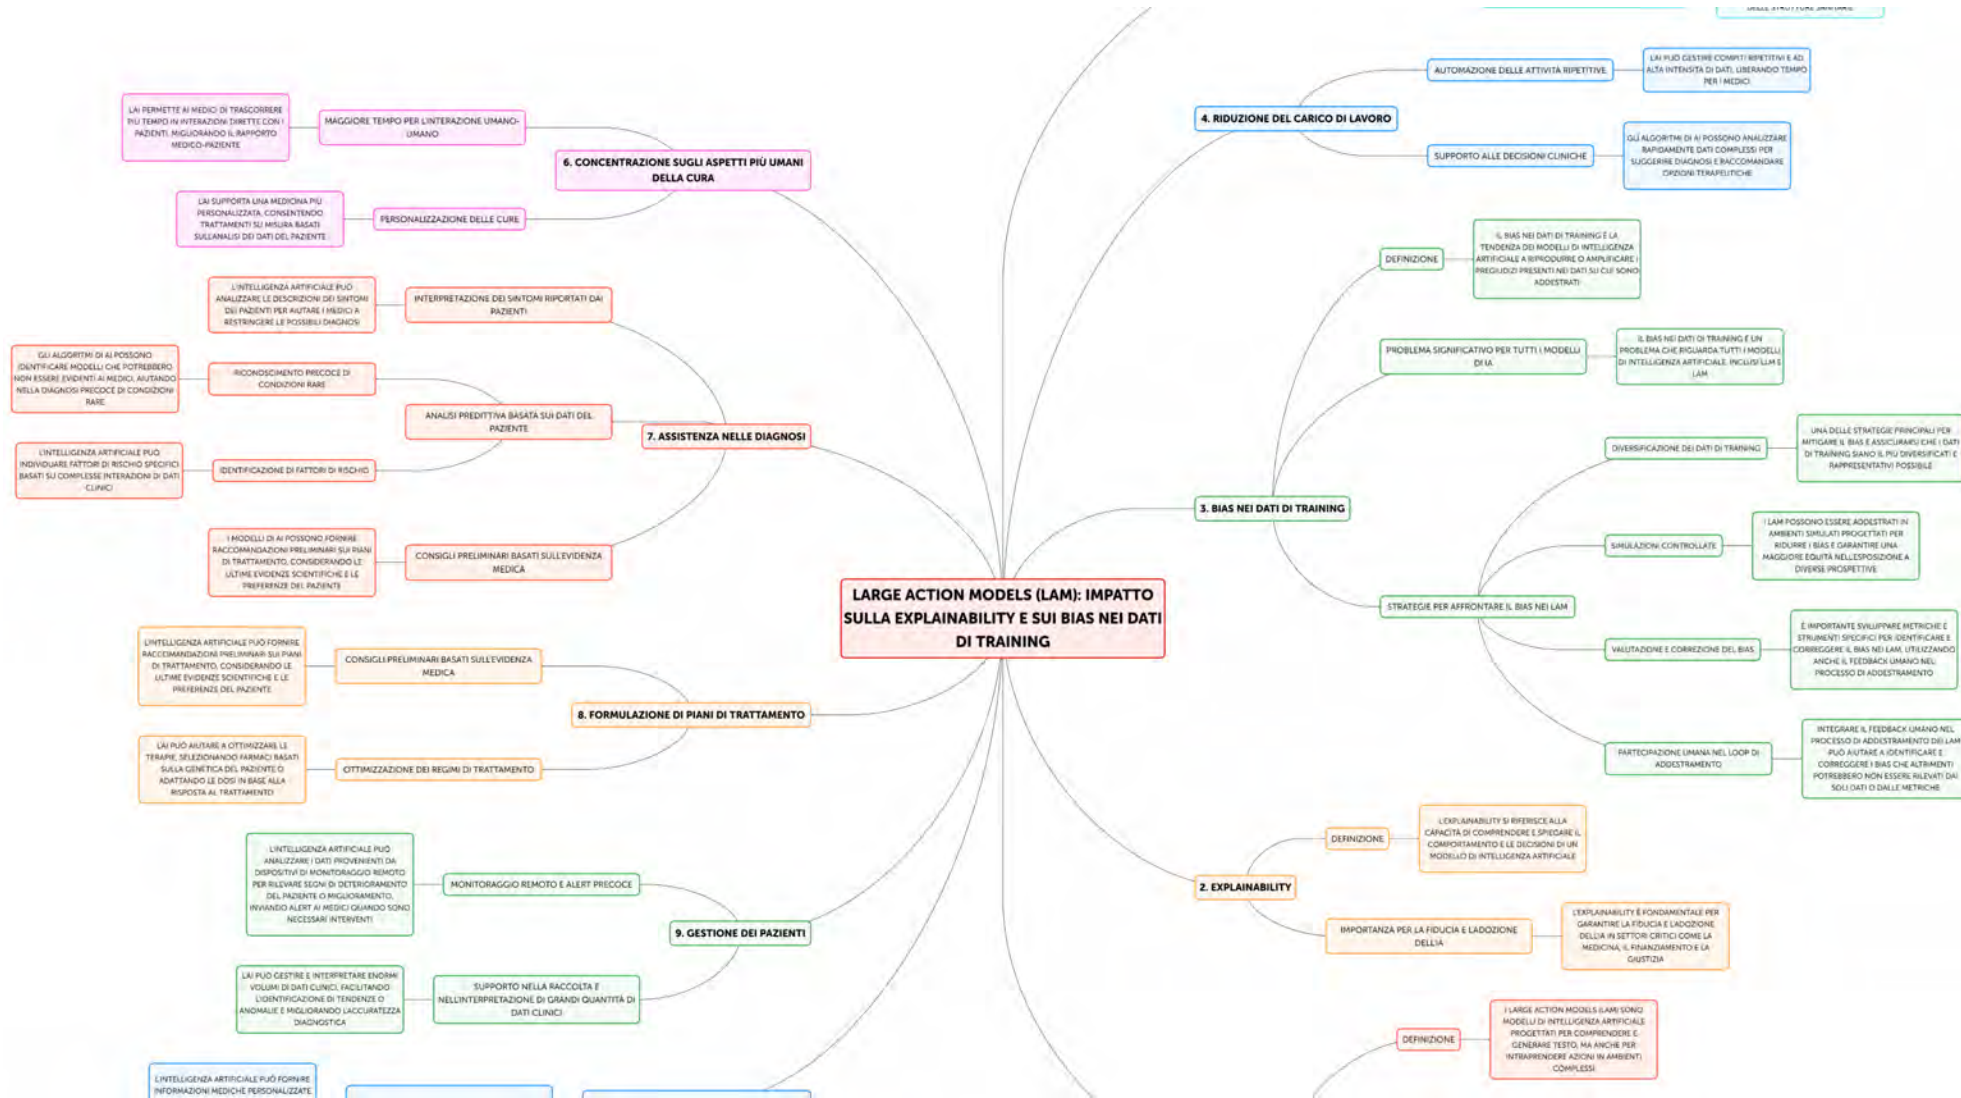 DELLE STRUTTURE SANITARIE
AUTOMAZIONE DELLE ATTIVITÀ RIPETITIVE
L'AI PUÒ GESTIRE COMPITI RIPETITIVI E AD
ALTA INTENSITÀ DI DATI, LIBERANDO TEMPO
PER I MEDICI
4. RIDUZIONE DEL CARICO DI LAVORO
SUPPORTO ALLE DECISIONI CLINICHE
GLI ALGORITMI DI AI POSSONO ANALIZZARE
RAPIDAMENTE DATI COMPLESSI PER
SUGGERIRE DIAGNOSI E RACCOMANDARE
OPZIONI TERAPEUTICHE
L'AI PERMETTE AI MEDICI DI TRASCORRERE
PIÙ TEMPO IN INTERAZIONI DIRETTE CON I
PAZIENTI, MIGLIORANDO IL RAPPORTO
MEDICO-PAZIENTE
MAGGIORE TEMPO PER L'INTERAZIONE UMANO-
UMANO
6. CONCENTRAZIONE SUGLI ASPETTI PIÙ UMANI
DELLA CURA
L'AI SUPPORTA UNA MEDICINA PIÙ
PERSONALIZZATA, CONSENTENDO
TRATTAMENTI SU MISURA BASATI
SULL'ANALISI DEI DATI DEL PAZIENTE
PERSONALIZZAZIONE DELLE CURE
L'INTELLIGENZA ARTIFICIALE PUÒ
ANALIZZARE LE DESCRIZIONI DEI SINTOMI
DEI PAZIENTI PER AIUTARE I MEDICI A
RESTRINGERE LE POSSIBILI DIAGNOSI
INTERPRETAZIONE DEI SINTOMI RIPORTATI DAI
PAZIENTI
GLI ALGORITMI DI AI POSSONO
IDENTIFICARE MODELLI CHE POTREBBERO
NON ESSERE EVIDENTI AI MEDICI, AIUTANDO
NELLA DIAGNOSI PRECOCE DI CONDIZIONI
RARE
RICONOSCIMENTO PRECOCE DI
CONDIZIONI RARE
ANALISI PREDITTIVA BASATA SUI DATI DEL
PAZIENTE
7. ASSISTENZA NELLE DIAGNOSI
L'INTELLIGENZA ARTIFICIALE PUÒ
INDIVIDUARE FATTORI DI RISCHIO SPECIFICI
BASATI SU COMPLESSE INTERAZIONI DI DATI
CLINICI
IDENTIFICAZIONE DI FATTORI DI RISCHIO
I MODELLI DI AI POSSONO FORNIRE
RACCOMANDAZIONI PRELIMINARI SUI PIANI
DI TRATTAMENTO, CONSIDERANDO LE
ULTIME EVIDENZE SCIENTIFICHE E LE
PREFERENZE DEL PAZIENTE
CONSIGLI PRELIMINARI BASATI SULL'EVIDENZA
MEDICA
DEFINIZIONE
IL BIAS NEI DATI DI TRAINING È LA
TENDENZA DEI MODELLI DI INTELLIGENZA
ARTIFICIALE A RIPRODURRE O AMPLIFICARE I
PREGIUDIZI PRESENTI NEI DATI SU CUI SONO
ADDESTRATI
PROBLEMA SIGNIFICATIVO PER TUTTI I MODELLI
DI IA
IL BIAS NEI DATI DI TRAINING È UN
PROBLEMA CHE RIGUARDA TUTTI I MODELLI
DI INTELLIGENZA ARTIFICIALE, INCLUSI LLM E
LAM
3. BIAS NEI DATI DI TRAINING
DIVERSIFICAZIONE DEI DATI DI TRAINING
UNA DELLE STRATEGIE PRINCIPALI PER
MITIGARE IL BIAS È ASSICURARSI CHE I DATI
DI TRAINING SIANO IL PIÙ DIVERSIFICATI E
RAPPRESENTATIVI POSSIBILE
SIMULAZIONI CONTROLLATE
I LAM POSSONO ESSERE ADDESTRATI IN
AMBIENTI SIMULATI PROGETTATI PER
RIDURRE I BIAS E GARANTIRE UNA
MAGGIORE EQUITÀ NELL'ESPOSIZIONE A
DIVERSE PROSPETTIVE
STRATEGIE PER AFFRONTARE IL BIAS NEI LAM
VALUTAZIONE E CORREZIONE DEL BIAS
È IMPORTANTE SVILUPPARE METRICHE E
STRUMENTI SPECIFICI PER IDENTIFICARE E
CORREGGERE IL BIAS NEI LAM, UTILIZZANDO
ANCHE IL FEEDBACK UMANO NEL
PROCESSO DI ADDESTRAMENTO
PARTECIPAZIONE UMANA NEL LOOP DI
ADDESTRAMENTO
INTEGRARE IL FEEDBACK UMANO NEL
PROCESSO DI ADDESTRAMENTO DEI LAM
PUÒ AIUTARE A IDENTIFICARE E
CORREGGERE I BIAS CHE ALTRIMENTI
POTREBBERO NON ESSERE RILEVATI DAI
SOLI DATI O DALLE METRICHE
LARGE ACTION MODELS (LAM): IMPATTO
SULLA EXPLAINABILITY E SUI BIAS NEI DATI
DI TRAINING
L'INTELLIGENZA ARTIFICIALE PUÒ FORNIRE
RACCOMANDAZIONI PRELIMINARI SUI PIANI
DI TRATTAMENTO, CONSIDERANDO LE
ULTIME EVIDENZE SCIENTIFICHE E LE
PREFERENZE DEL PAZIENTE
CONSIGLI PRELIMINARI BASATI SULL'EVIDENZA
MEDICA
8. FORMULAZIONE DI PIANI DI TRATTAMENTO
L'AI PUÒ AIUTARE A OTTIMIZZARE LE
TERAPIE, SELEZIONANDO FARMACI BASATI
SULLA GENETICA DEL PAZIENTE O
ADATTANDO LE DOSI IN BASE ALLA
RISPOSTA AL TRATTAMENTO
OTTIMIZZAZIONE DEI REGIMI DI TRATTAMENTO
L'INTELLIGENZA ARTIFICIALE PUÒ
ANALIZZARE I DATI PROVENIENTI DA
DISPOSITIVI DI MONITORAGGIO REMOTO
PER RILEVARE SEGNI DI DETERIORAMENTO
DEL PAZIENTE O MIGLIORAMENTO,
INVIANDO ALERT AI MEDICI QUANDO SONO
NECESSARI INTERVENTI
MONITORAGGIO REMOTO E ALERT PRECOCE
9. GESTIONE DEI PAZIENTI
L'AI PUÒ GESTIRE E INTERPRETARE ENORMI
VOLUMI DI DATI CLINICI, FACILITANDO
L'IDENTIFICAZIONE DI TENDENZE O
ANOMALIE E MIGLIORANDO L'ACCURATEZZA
DIAGNOSTICA
SUPPORTO NELLA RACCOLTA E
NELL'INTERPRETAZIONE DI GRANDI QUANTITÀ DI
DATI CLINICI
DEFINIZIONE
L'EXPLAINABILITY SI RIFERISCE ALLA
CAPACITÀ DI COMPRENDERE E SPIEGARE IL
COMPORTAMENTO E LE DECISIONI DI UN
MODELLO DI INTELLIGENZA ARTIFICIALE
2. EXPLAINABILITY
IMPORTANZA PER LA FIDUCIA E L'ADOZIONE
DELL'IA
L'EXPLAINABILITY È FONDAMENTALE PER
GARANTIRE LA FIDUCIA E L'ADOZIONE
DELL'IA IN SETTORI CRITICI COME LA
MEDICINA, IL FINANZIAMENTO E LA
GIUSTIZIA
DEFINIZIONE
I LARGE ACTION MODELS (LAM) SONO
MODELLI DI INTELLIGENZA ARTIFICIALE
PROGETTATI PER COMPRENDERE E
GENERARE TESTO, MA ANCHE PER
INTRAPRENDERE AZIONI IN AMBIENTI
COMPLESSI
L'INTELLIGENZA ARTIFICIALE PUÒ FORNIRE
INFORMAZIONI MEDICHE PERSONALIZZATE